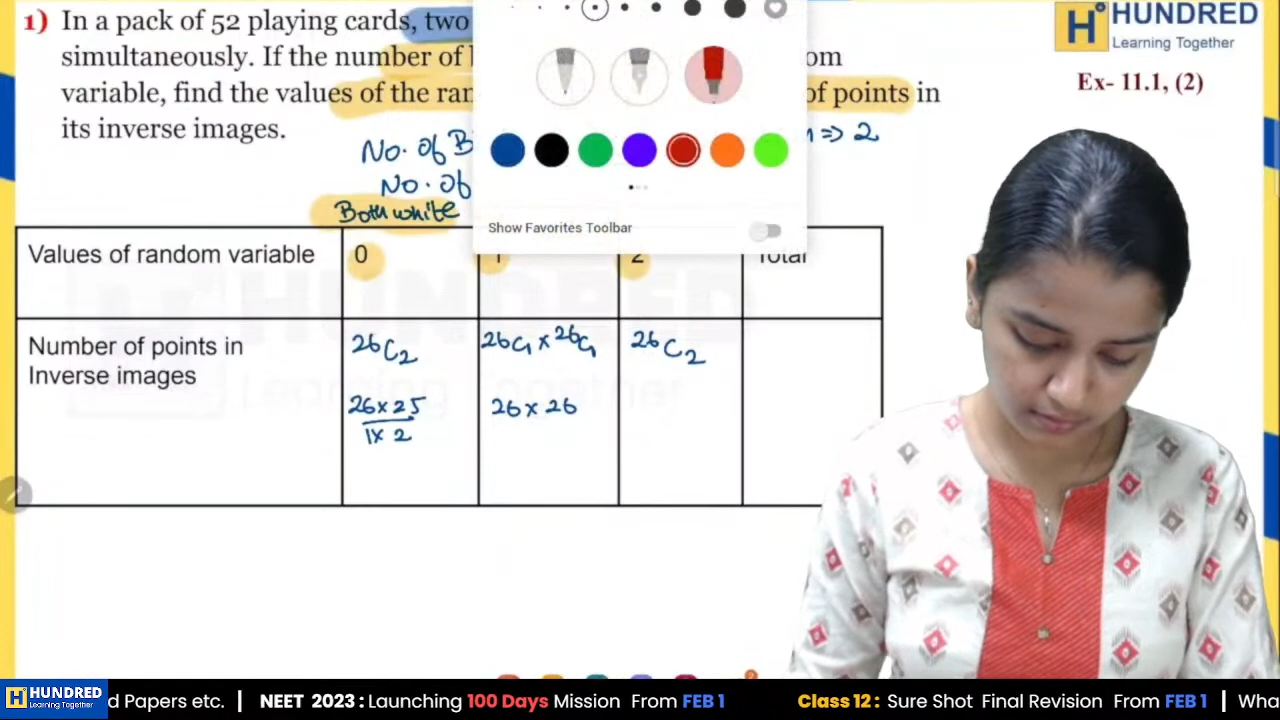 1) In a pack of 52 playing cards, two
simultaneously. If the number of
variable, find the values of the ran of points in
its inverse images.
HUNDRED
Learning Together
Ex- 11.1, (2)
No. of B => 2
No. of
Both white
Show Favorites Toolbar
Values of random variable 0 1 2 Total
Number of points in
Inverse images
26C2 26C1 x 26C1 26C2
26 x 25 26 x 26
1 x 2
HUNDRED
Learning Together
HUNDRED
Learning Together
d Papers etc. | NEET 2023 : Launching 100 Days Mission From FEB 1 Class 12 : Sure Shot Final Revision From FEB 1 | Wha